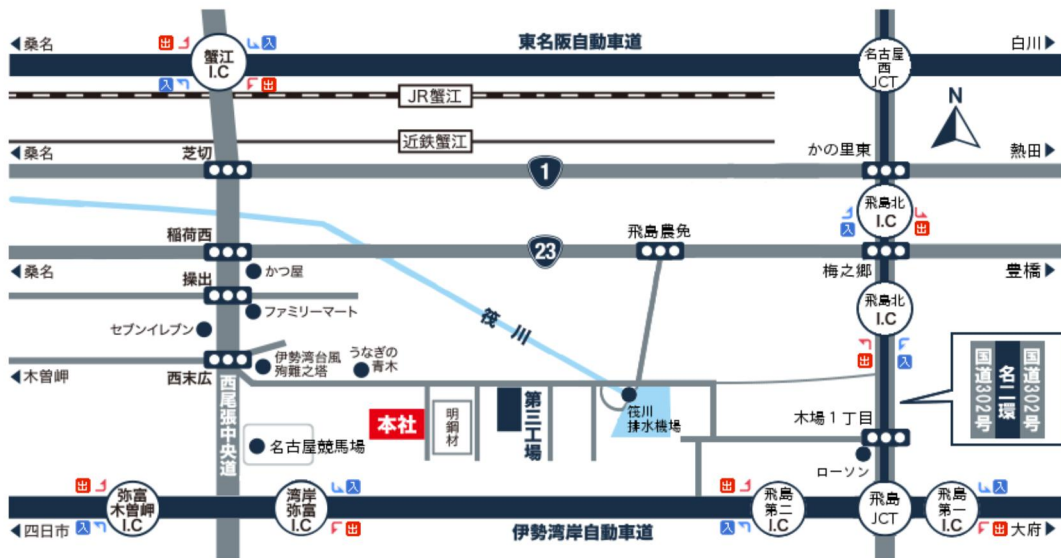 桑名
出
入
蟹江
I.C
入
出
東名阪自動車道
名古屋
西
JCT
白川
JR蟹江
近鉄蟹江
N
桑名
芝切
1
かの里東
熱田
飛島北
I.C
入
出
稲荷西
23
飛島農免
梅之郷
桑名
豊橋
操出
かつ屋
ファミリーマート
セブンイレブン
筏川
飛島北
I.C
出
入
木曽岬
西末広
伊勢湾台風
殉難之塔
うなぎの
青木
西尾張中央道
本社
明鋼材
第三工場
筏川
排水機場
木場1丁目
国道302号
名二環
国道302号
名古屋競馬場
ローソン
出
弥富
木曽岬
I.C
入
湾岸
弥富
I.C
入
出
伊勢湾岸自動車道
出
飛島
第二
I.C
入
飛島
JCT
飛島
第一
I.C
入
出
四日市
大府